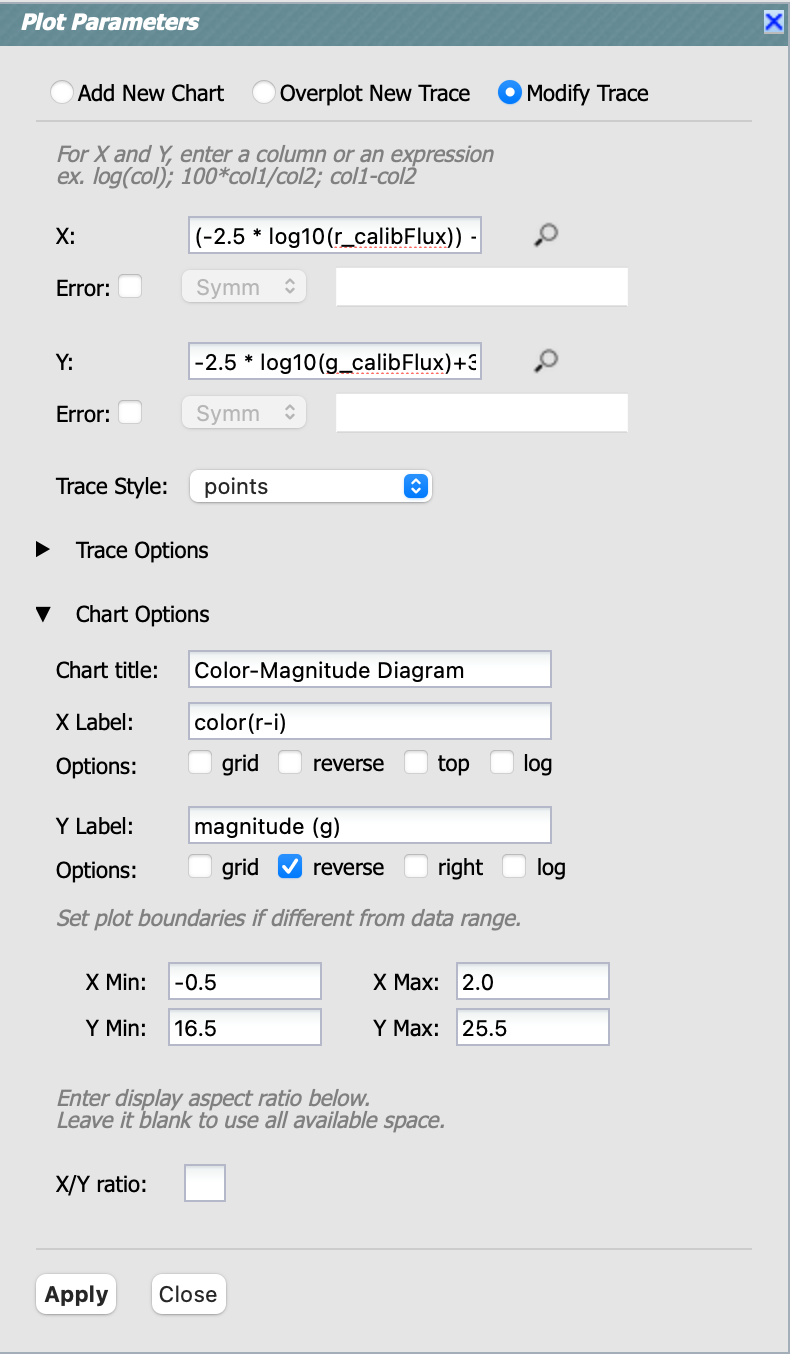 Plot Parameters
Add New Chart Overplot New Trace Modify Trace
For X and Y, enter a column or an expression
ex. log(col); 100*col1/col2; col1-col2
X: (-2.5 * log10(r_calibFlux)) -
Error: Symm
Y: -2.5 * log10(g_calibFlux)+3
Error: Symm
Trace Style: points
Trace Options
Chart Options
Chart title: Color-Magnitude Diagram
X Label: color(r-i)
Options: grid reverse top log
Y Label: magnitude (g)
Options: grid reverse right log
Set plot boundaries if different from data range.
X Min: -0.5 X Max: 2.0
Y Min: 16.5 Y Max: 25.5
Enter display aspect ratio below.
Leave it blank to use all available space.
X/Y ratio:
Apply Close